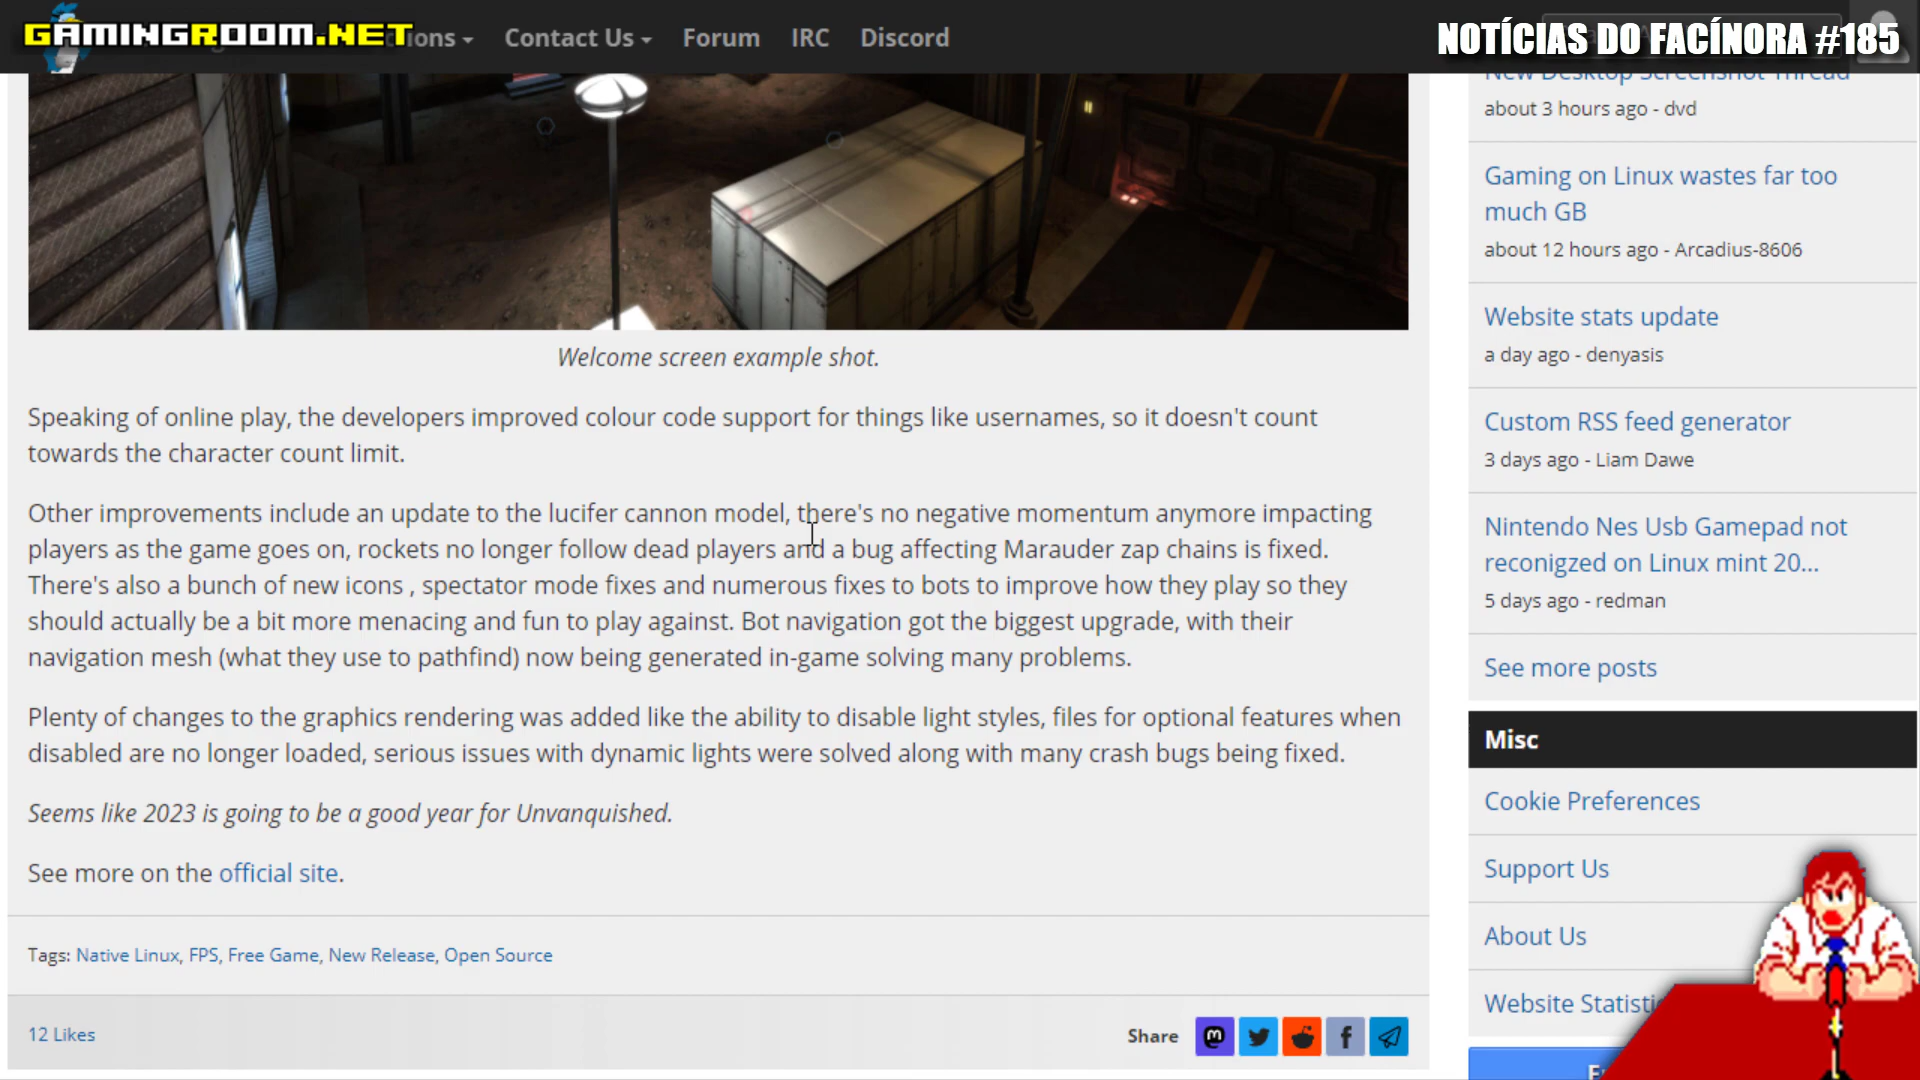 GAMINGROOM.NET
ions
Contact Us
Forum
IRC
Discord
NOTÍCIAS DO FACÍNORA #185
Welcome screen example shot.
Speaking of online play, the developers improved colour code support for things like usernames, so it doesn't count
towards the character count limit.
Other improvements include an update to the lucifer cannon model, there's no negative momentum anymore impacting
players as the game goes on, rockets no longer follow dead players and a bug affecting Marauder zap chains is fixed.
There's also a bunch of new icons , spectator mode fixes and numerous fixes to bots to improve how they play so they
should actually be a bit more menacing and fun to play against. Bot navigation got the biggest upgrade, with their
navigation mesh (what they use to pathfind) now being generated in-game solving many problems.
Plenty of changes to the graphics rendering was added like the ability to disable light styles, files for optional features when
disabled are no longer loaded, serious issues with dynamic lights were solved along with many crash bugs being fixed.
Seems like 2023 is going to be a good year for Unvanquished.
See more on the official site.
Tags: Native Linux, FPS, Free Game, New Release, Open Source
12 Likes
Share
New Desktop Screenshot Thread
about 3 hours ago - dvd
Gaming on Linux wastes far too
much GB
about 12 hours ago - Arcadius-8606
Website stats update
a day ago - denyasis
Custom RSS feed generator
3 days ago - Liam Dawe
Nintendo Nes Usb Gamepad not
reconigzed on Linux mint 20...
5 days ago - redman
See more posts
Misc
Cookie Preferences
Support Us
About Us
Website Statisti